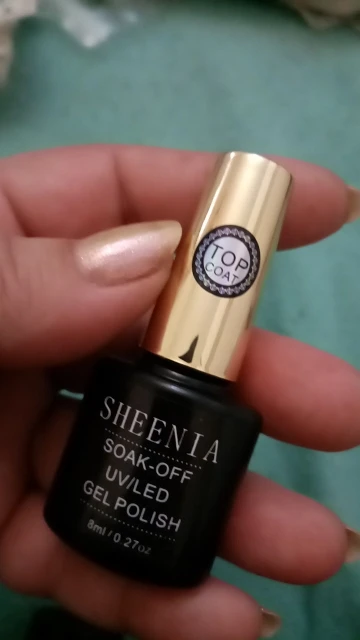 TOP
COAT
SHEENIA
SOAK-OFF
UV/LED
GEL POLISH
8ml / 0.27oz